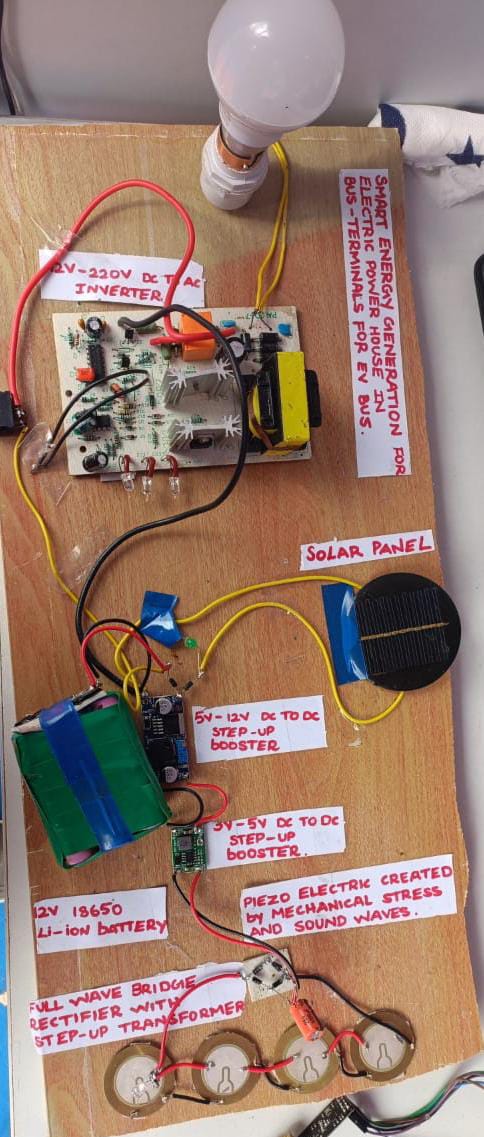 SMART ENERGY GENERATION FOR
ELECTRIC POWER HOUSE IN
BUS-TERMINALS FOR EV BUS.
12V-220V DC TO AC
INVERTER.
SOLAR PANEL
5V-12V DC TO DC
STEP-UP
BOOSTER
3V-5V DC TO DC
STEP-UP
BOOSTER.
12V 18650
Li-ion BATTERY
PIEZO ELECTRIC CREATED
by MECHANICAL STRESS
AND SOUND WAVES.
FULL WAVE BRIDGE
RECTIFIER WITH
STEP-UP TRANSFORMER